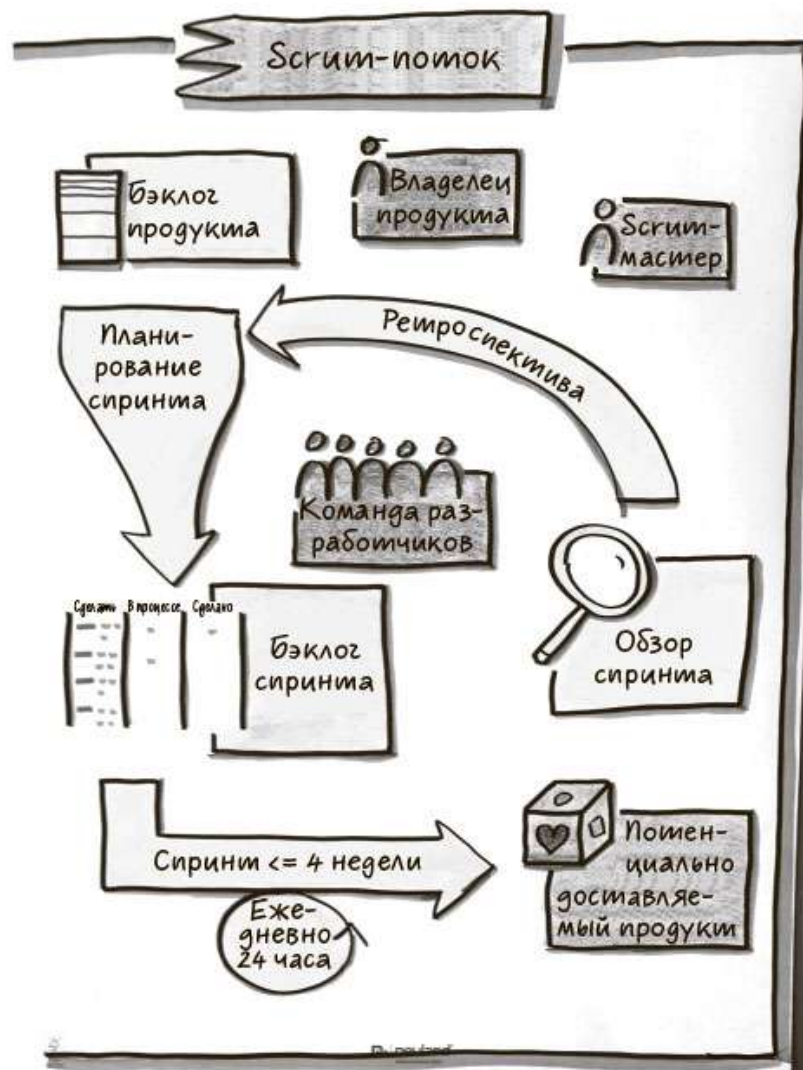 Scrum-поток
Бэклог
продукта
Владелец
продукта
Scrum-
мастер
Плани-
рование
спринта
Ретроспектива
Команда раз-
работчиков
Сделать В процессе Сделано
Бэклог
спринта
Обзор
спринта
Спринт <= 4 недели
Еже-
дневно
24 часа
Потен-
циально
доставляе-
мый продукт